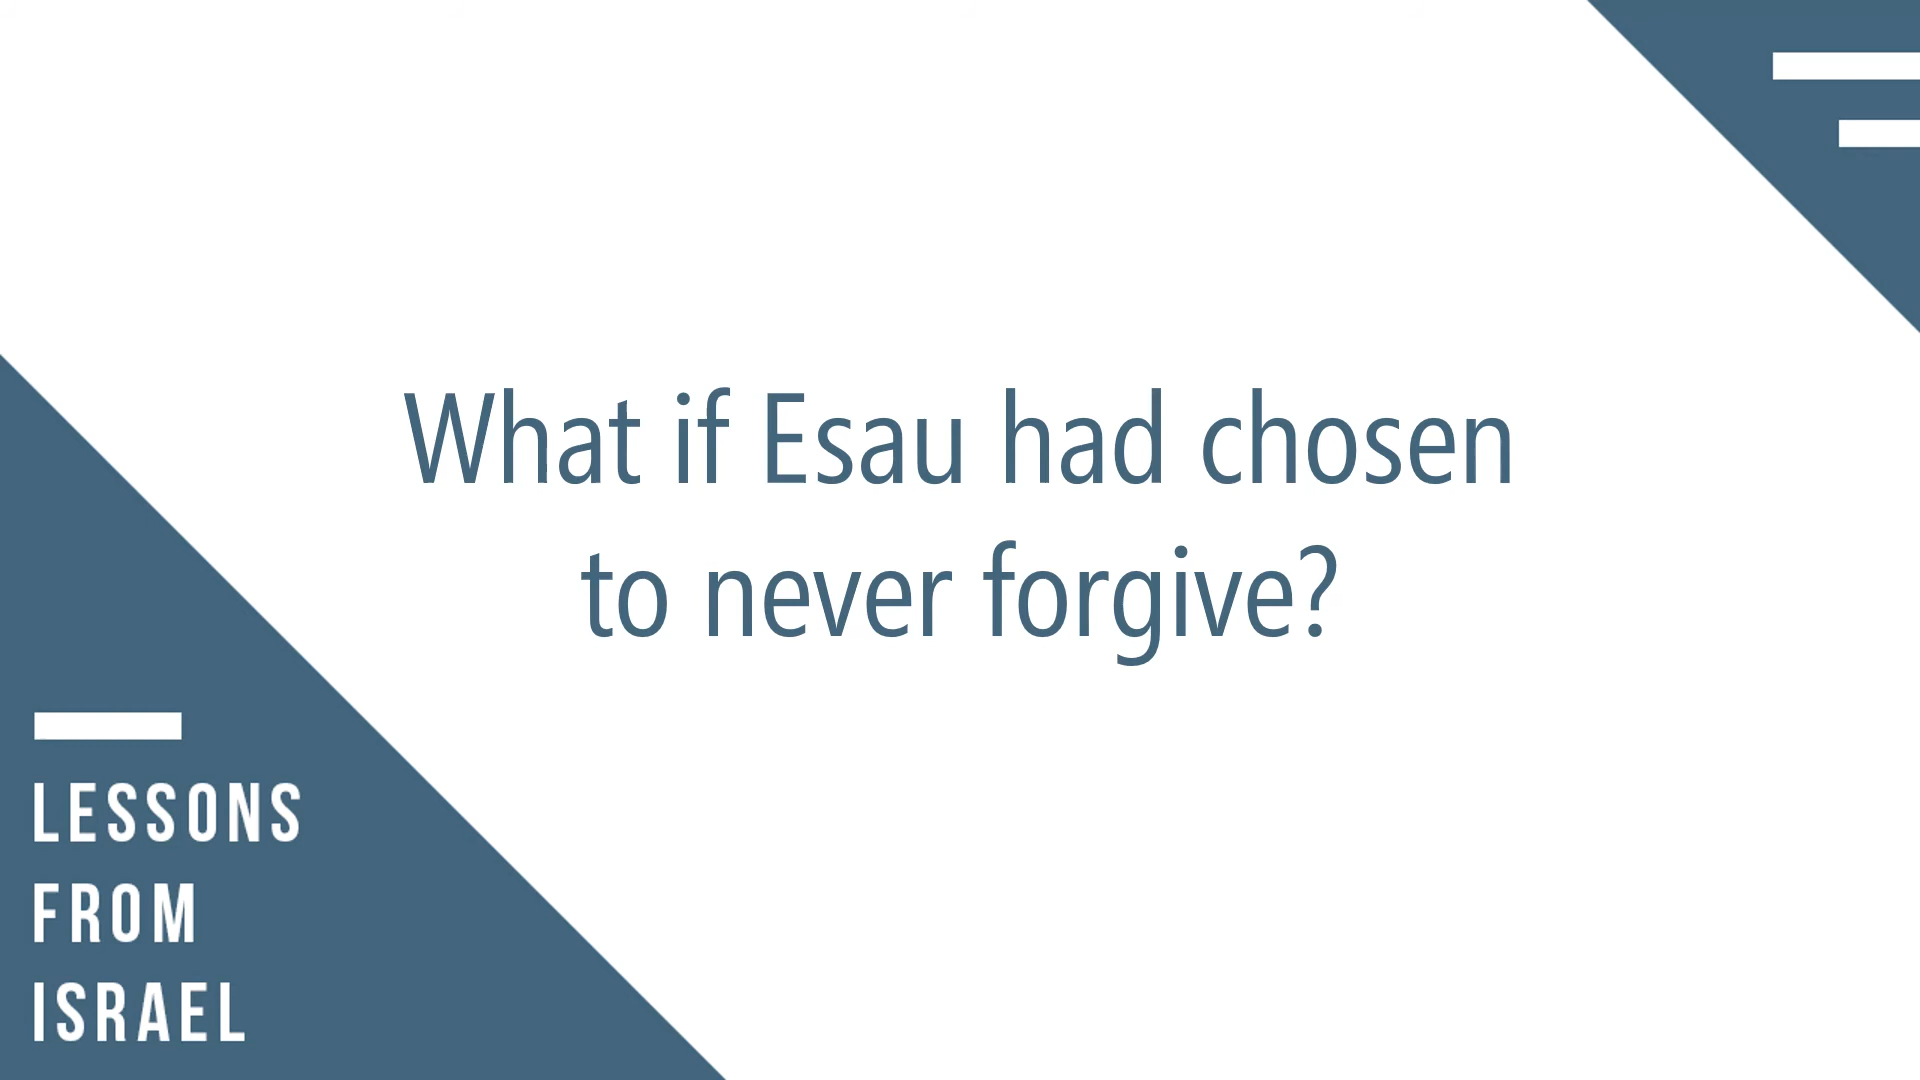 What if Esau had chosen
to never forgive?
LESSONS
FROM
ISRAEL